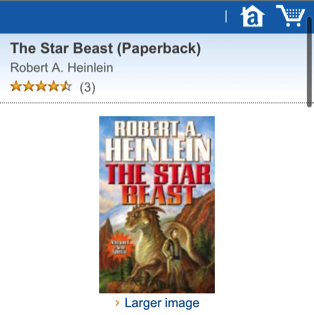 a
The Star Beast (Paperback)
Robert A. Heinlein
(3)
ROBERT A.
HEINLEIN
THE STAR
BEAST
› Larger image